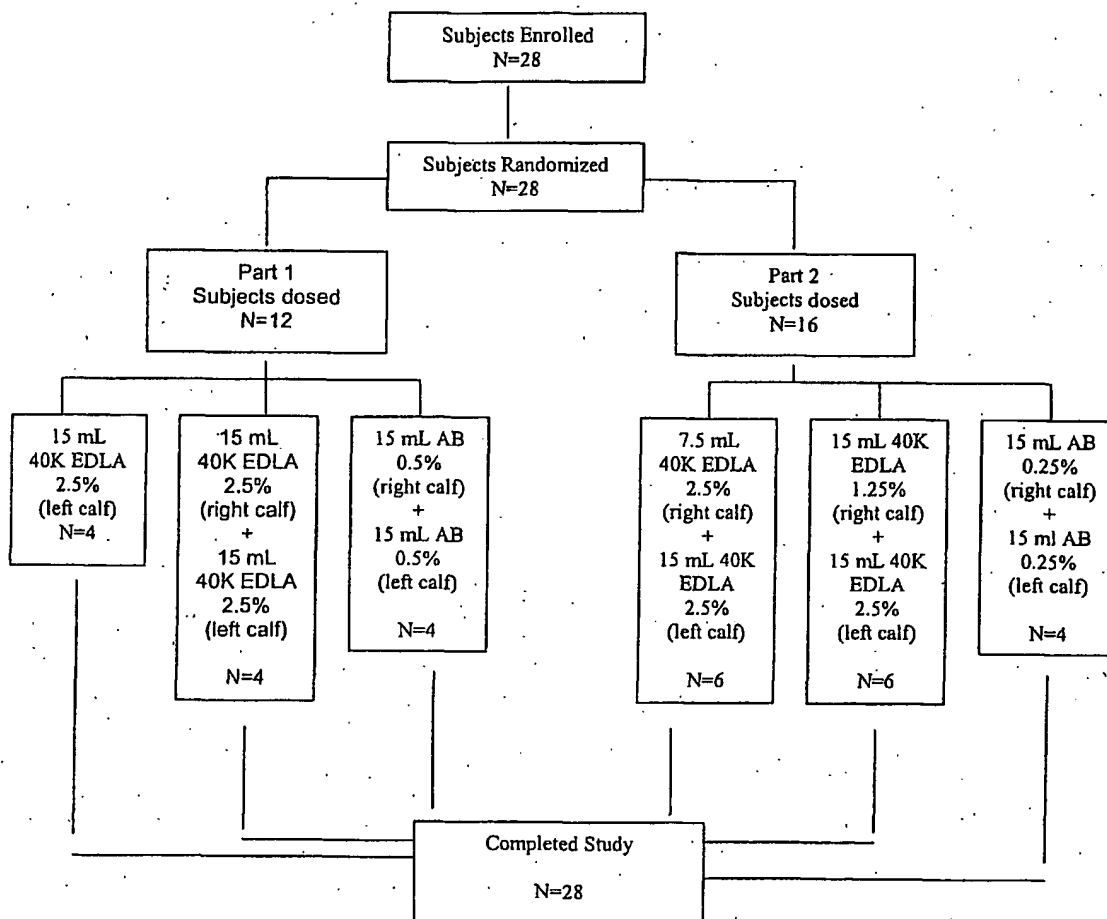 Subjects Enrolled
N=28
Subjects Randomized
N=28
Part 1
Subjects dosed
N=12
Part 2
Subjects dosed
N=16
15 mL
40K EDLA
2.5%
(left calf)
N=4
15 mL
40K EDLA
2.5%
(right calf)
+
15 mL
40K EDLA
2.5%
(left calf)
N=4
15 mL AB
0.5%
(right calf)
+
15 mL AB
0.5%
(left calf)
N=4
7.5 mL
40K EDLA
2.5%
(right calf)
+
15 mL 40K
EDLA
2.5%
(left calf)
N=6
15 mL 40K
EDLA
1.25%
(right calf)
+
15 mL 40K
EDLA
2.5%
(left calf)
N=6
15 mL AB
0.25%
(right calf)
+
15 ml AB
0.25%
(left calf)
N=4
Completed Study
N=28